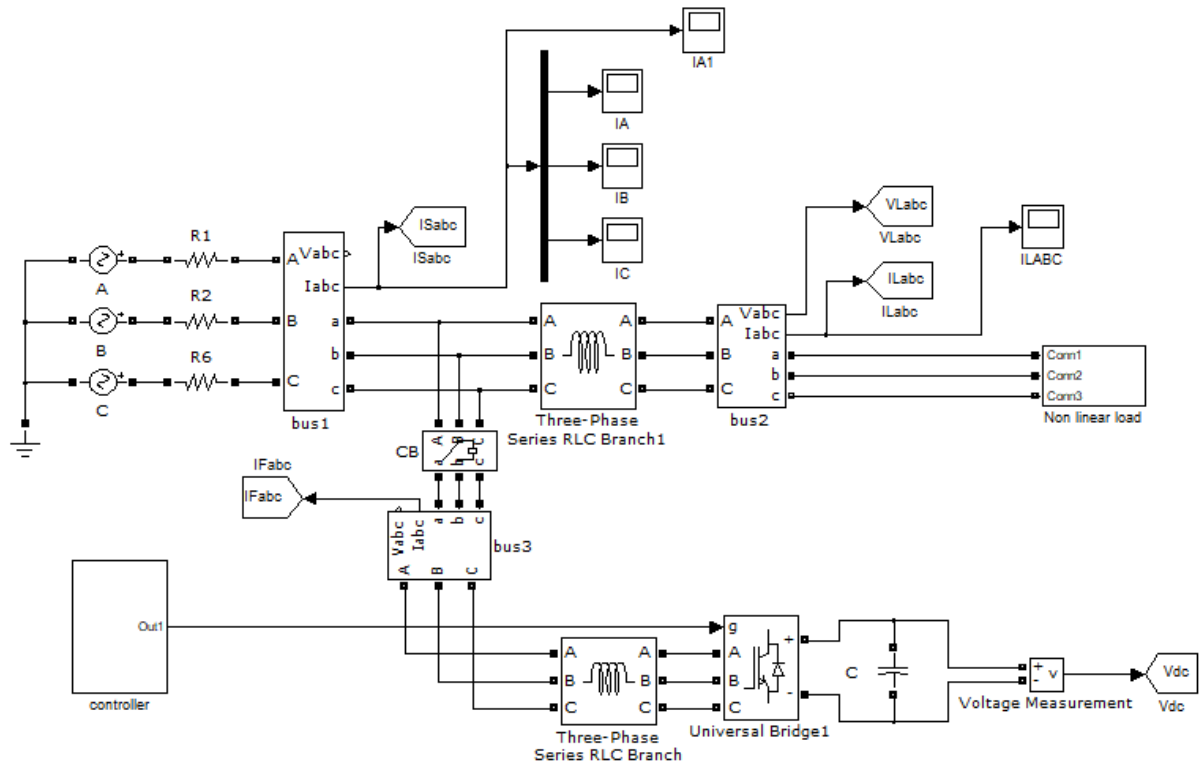 IA1
IA
IB
IC
ISabc
ISabc
VLabc
VLabc
ILABC
ILabc
ILabc
A
R1
B
R2
C
R6
A
B
C
Vabc
Iabc
a
b
c
bus1
A
B
C
A
B
C
Three-Phase
Series RLC Branch1
A
B
C
Vabc
Iabc
a
b
c
bus2
Conn1
Conn2
Conn3
Non linear load
CB
A
B
C
a
b
c
IFabc
IFabc
Vabc
Iabc
a
b
c
A
B
C
bus3
Out1
controller
A
B
C
A
B
C
Three-Phase
Series RLC Branch
g
A
B
C
+
-
Universal Bridge1
C
+
-
v
Voltage Measurement
Vdc
Vdc